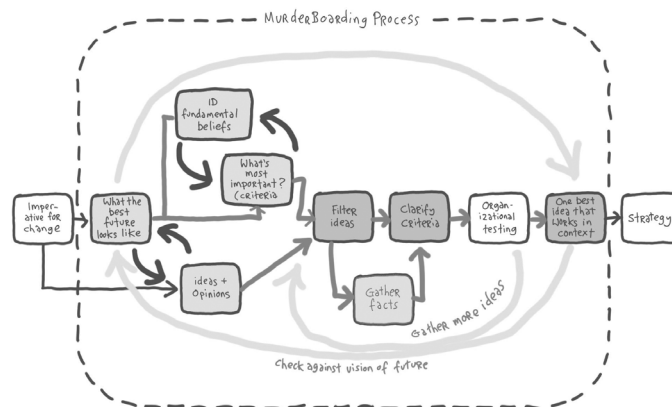 MurderBoarding Process
ID
fundamental
beliefs
What's
most
important?
(criteria
Imper-
ative for
change
What the
best
future
looks like
Filter
ideas
Clarify
Criteria
Organ-
izational
testing
One best
idea that
works in
context
Strategy
ideas +
Opinions
Gather
facts
Gather more ideas
Check against vision of future